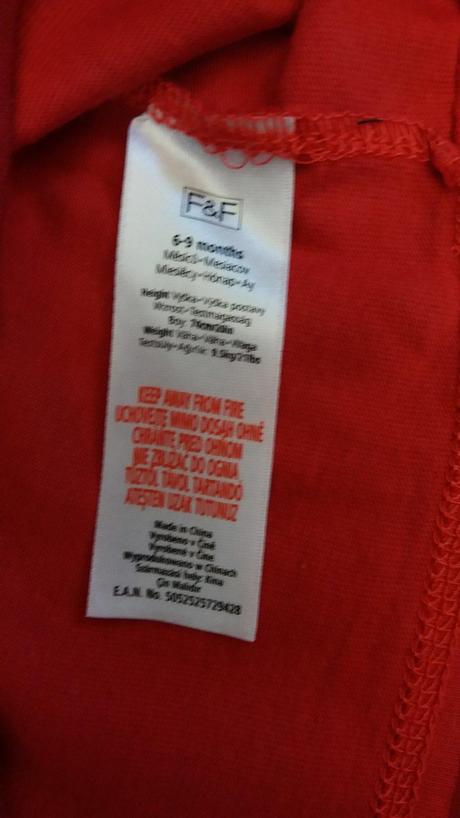 F&F
6-9 months
Měsíců•Mesiacov
Miesięcy•Hónap•Ay
Height Výška•Výška postavy
Wzrost•Testmagasság
Boy: 74cm/29in
Weight Váha•Váha•Waga
Testsúly•Ağırlık: 9.5kg/21lbs
KEEP AWAY FROM FIRE
UCHOVEJTE MIMO DOSAH OHNĚ
CHRÁŇTE PRED OHŇOM
NIE ZBLIŻAĆ DO OGNIA
TŰZTŐL TÁVOL TARTANDÓ
ATEŞTEN UZAK TUTUNUZ
Made in China
Vyrobeno v Číně
Vyrobené v Číne
Wyprodukowano w Chinach
Származási hely: Kína
Çin Malıdır
E.A.N. No. 5052525729428